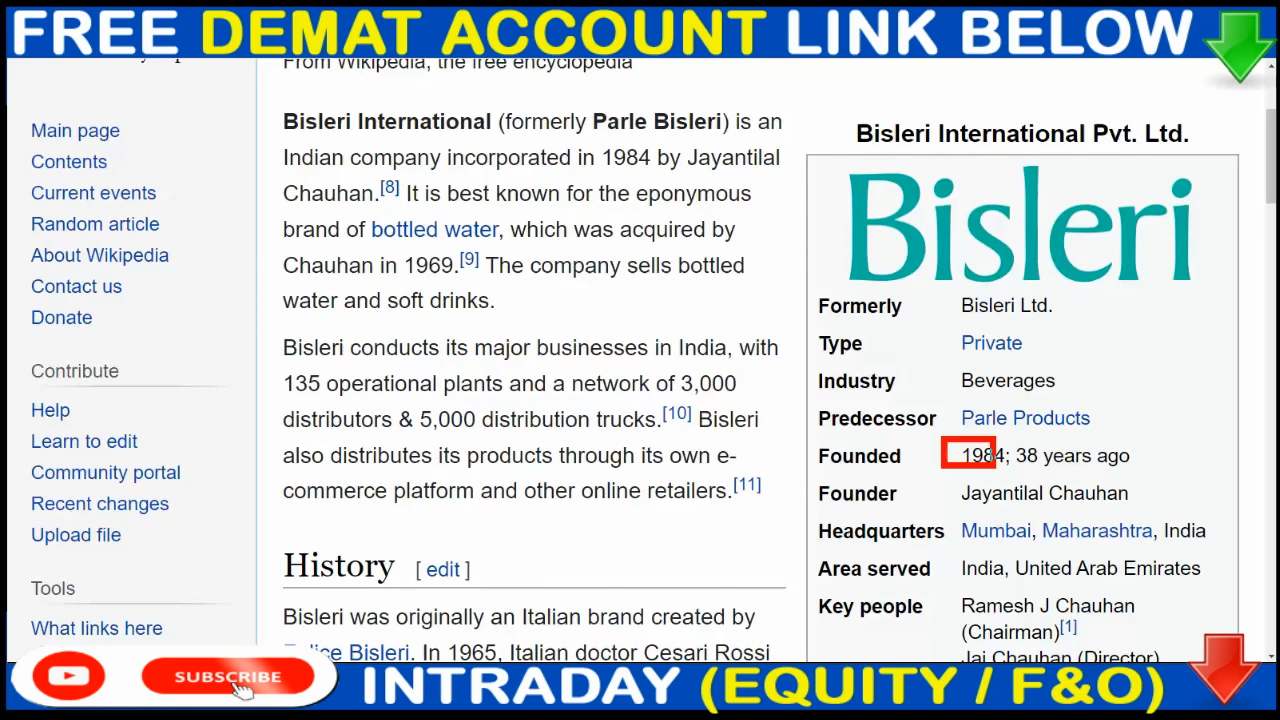 FREE DEMAT ACCOUNT LINK BELOW
From Wikipedia, the free encyclopedia
Main page
Contents
Current events
Random article
About Wikipedia
Contact us
Donate
Contribute
Help
Learn to edit
Community portal
Recent changes
Upload file
Tools
What links here
Bisleri International (formerly Parle Bisleri) is an
Indian company incorporated in 1984 by Jayantilal
Chauhan.[8] It is best known for the eponymous
brand of bottled water, which was acquired by
Chauhan in 1969.[9] The company sells bottled
water and soft drinks.
Bisleri conducts its major businesses in India, with
135 operational plants and a network of 3,000
distributors & 5,000 distribution trucks.[10] Bisleri
also distributes its products through its own e-
commerce platform and other online retailers.[11]
History [ edit ]
Bisleri was originally an Italian brand created by
Felice Bisleri. In 1965, Italian doctor Cesari Rossi
Bisleri International Pvt. Ltd.
Bisleri
Formerly Bisleri Ltd.
Type Private
Industry Beverages
Predecessor Parle Products
Founded 1984; 38 years ago
Founder Jayantilal Chauhan
Headquarters Mumbai, Maharashtra, India
Area served India, United Arab Emirates
Key people Ramesh J Chauhan
(Chairman)[1]
Jai Chauhan (Director)
SUBSCRIBE
INTRADAY (EQUITY / F&O)